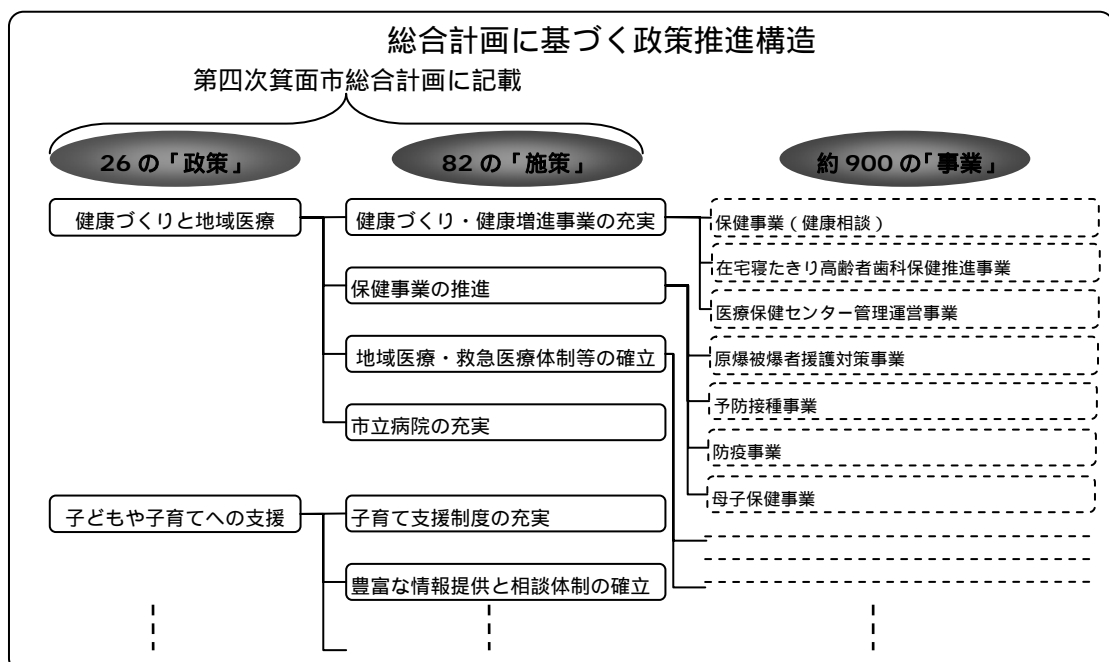 総合計画に基づく政策推進構造
第四次箕面市総合計画に記載
26 の「政策」
82 の「施策」
約 900 の「事業」
健康づくりと地域医療
健康づくり・健康増進事業の充実
保健事業の推進
地域医療・救急医療体制等の確立
市立病院の充実
子どもや子育てへの支援
子育て支援制度の充実
豊富な情報提供と相談体制の確立
保健事業（健康相談）
在宅寝たきり高齢者歯科保健推進事業
医療保健センター管理運営事業
原爆被爆者援護対策事業
予防接種事業
防疫事業
母子保健事業